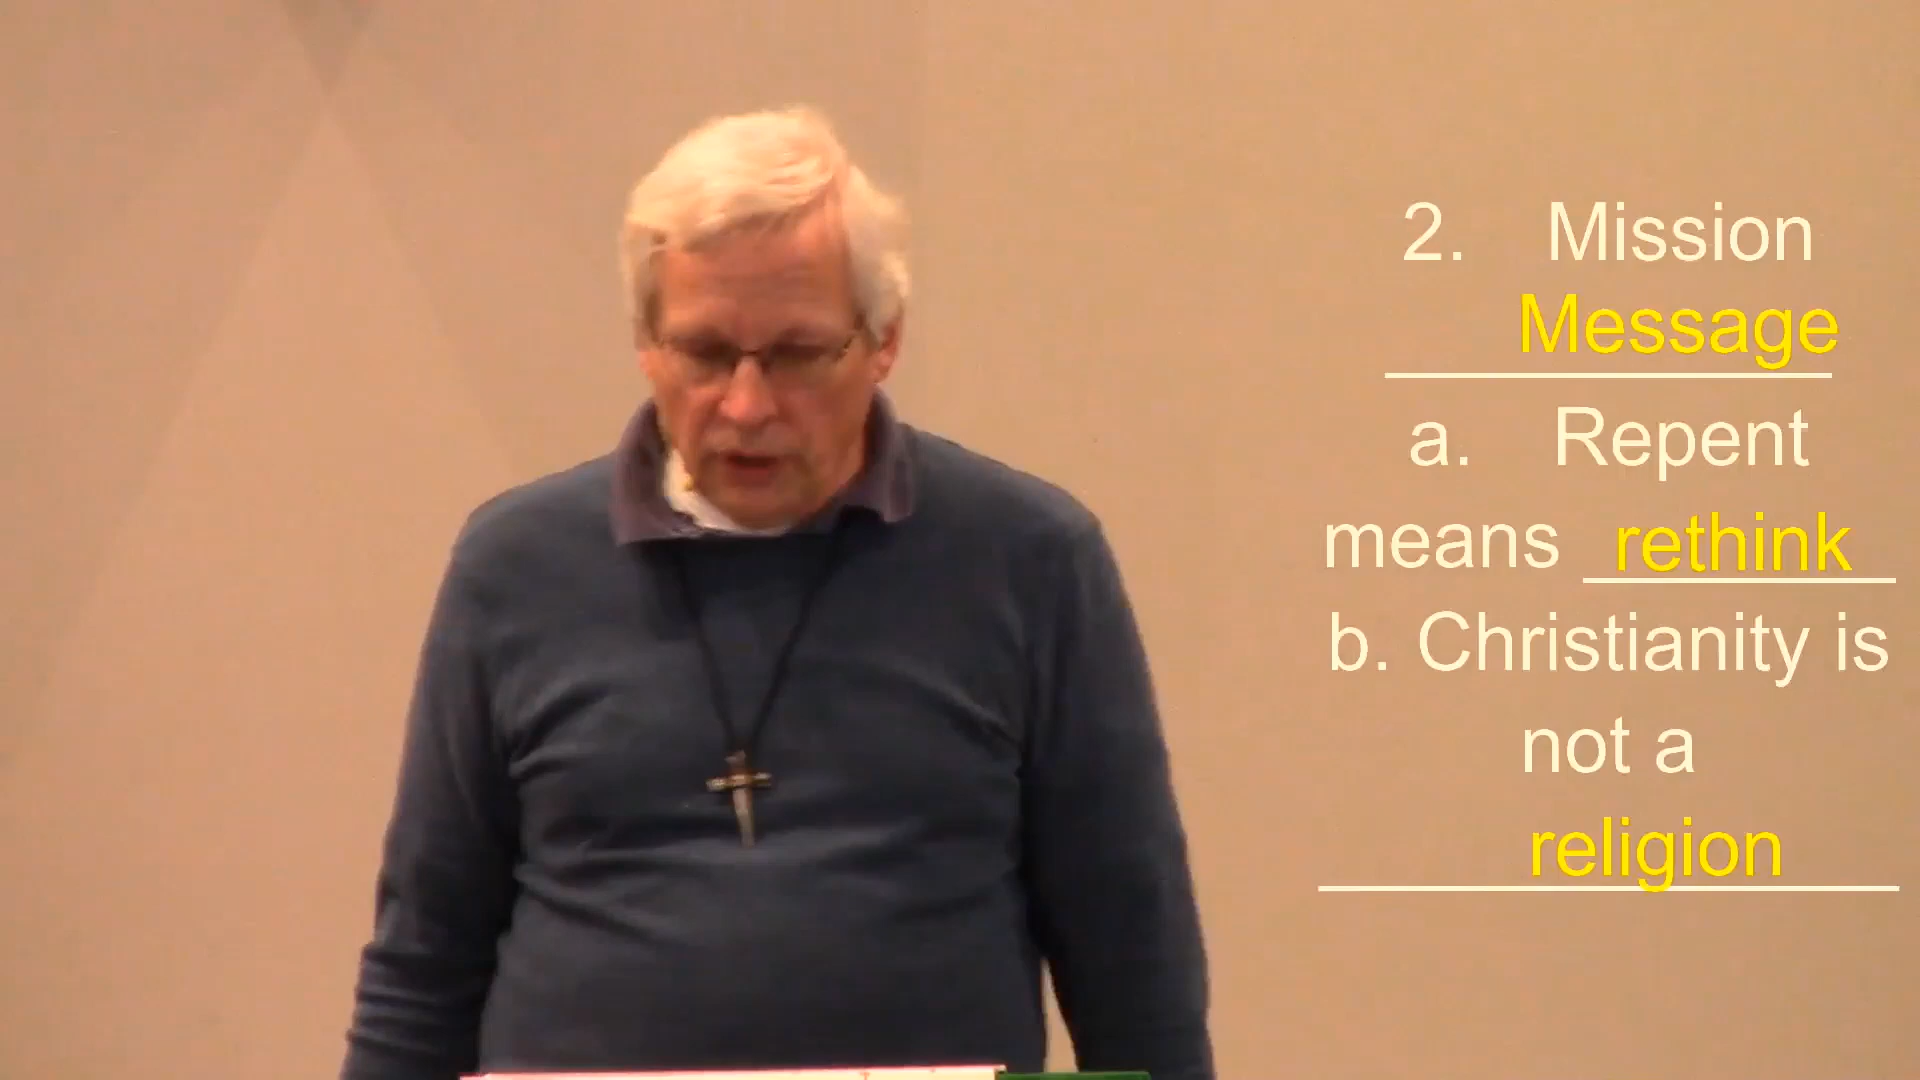 2. Mission
Message
a. Repent
means rethink
b. Christianity is
not a
religion